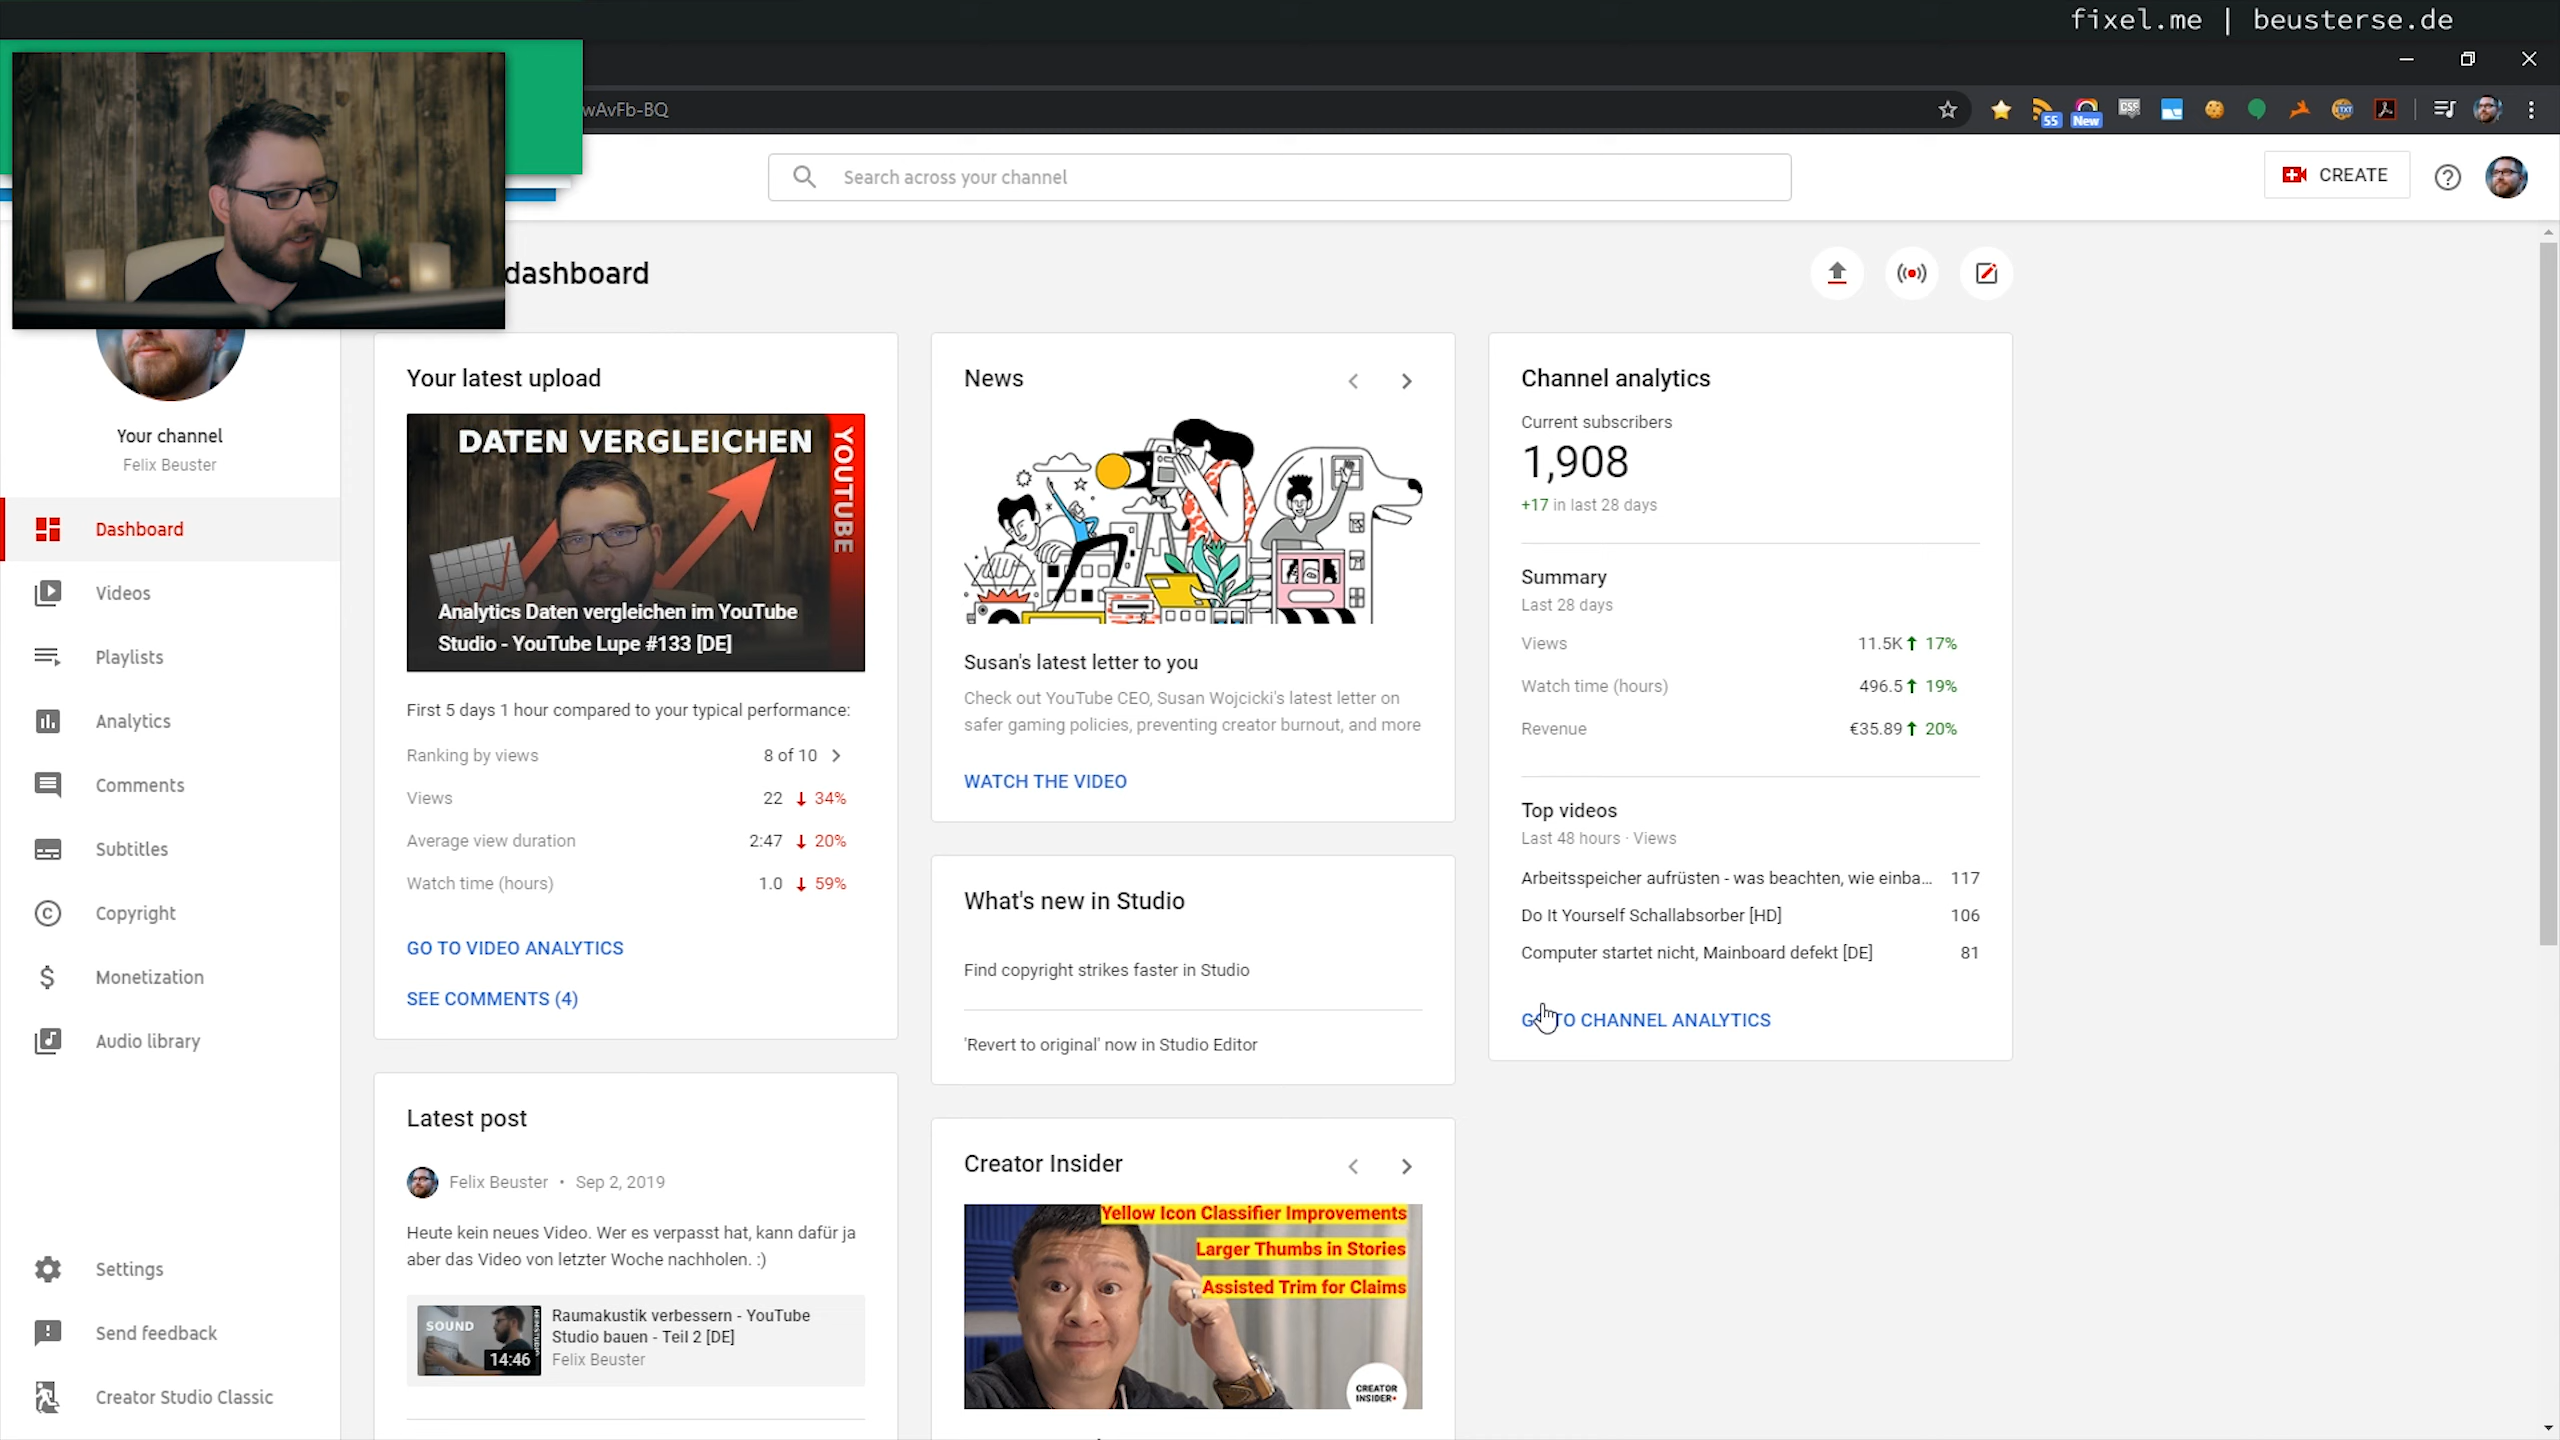 fixel.me | beusterse.de
wAvFb-BQ
55
New
CSS
TXT
Search across your channel
CREATE
dashboard
Your channel
Felix Beuster
Dashboard
Videos
Playlists
Analytics
Comments
Subtitles
Copyright
Monetization
Audio library
Settings
Send feedback
Creator Studio Classic
Your latest upload
DATEN VERGLEICHEN
YOUTUBE
Analytics Daten vergleichen im YouTube
Studio - YouTube Lupe #133 [DE]
First 5 days 1 hour compared to your typical performance:
Ranking by views 8 of 10
Views 22 34%
Average view duration 2:47 20%
Watch time (hours) 1.0 59%
GO TO VIDEO ANALYTICS
SEE COMMENTS (4)
Latest post
Felix Beuster • Sep 2, 2019
Heute kein neues Video. Wer es verpasst hat, kann dafür ja
aber das Video von letzter Woche nachholen. :)
SOUND
14:46
Raumakustik verbessern - YouTube
Studio bauen - Teil 2 [DE]
Felix Beuster
News
Susan's latest letter to you
Check out YouTube CEO, Susan Wojcicki's latest letter on
safer gaming policies, preventing creator burnout, and more
WATCH THE VIDEO
What's new in Studio
Find copyright strikes faster in Studio
'Revert to original' now in Studio Editor
Creator Insider
Yellow Icon Classifier Improvements
Larger Thumbs in Stories
Assisted Trim for Claims
CREATOR
INSIDER
Channel analytics
Current subscribers
1,908
+17 in last 28 days
Summary
Last 28 days
Views 11.5K 17%
Watch time (hours) 496.5 19%
Revenue €35.89 20%
Top videos
Last 48 hours · Views
Arbeitsspeicher aufrüsten - was beachten, wie einba... 117
Do It Yourself Schallabsorber [HD] 106
Computer startet nicht, Mainboard defekt [DE] 81
GO TO CHANNEL ANALYTICS